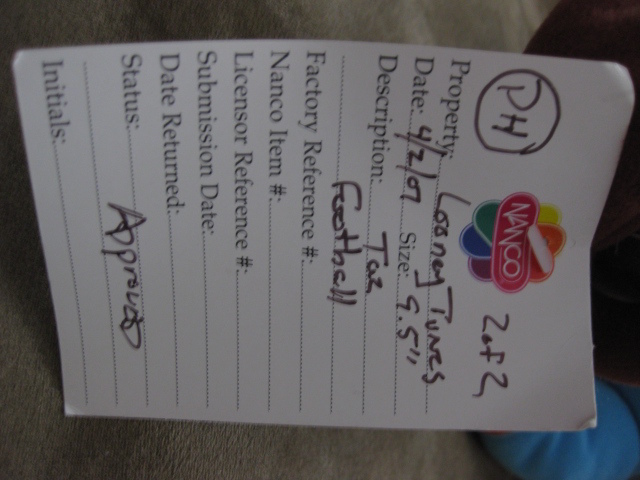 PH
NANCO
2 of 2
Property: Looney Tunes
Date: 4/2/07 Size: 9.5"
Description: Taz
Football
Factory Reference #:
Nanco Item #:
Licensor Reference #:
Submission Date:
Date Returned:
Status: Approved
Initials: